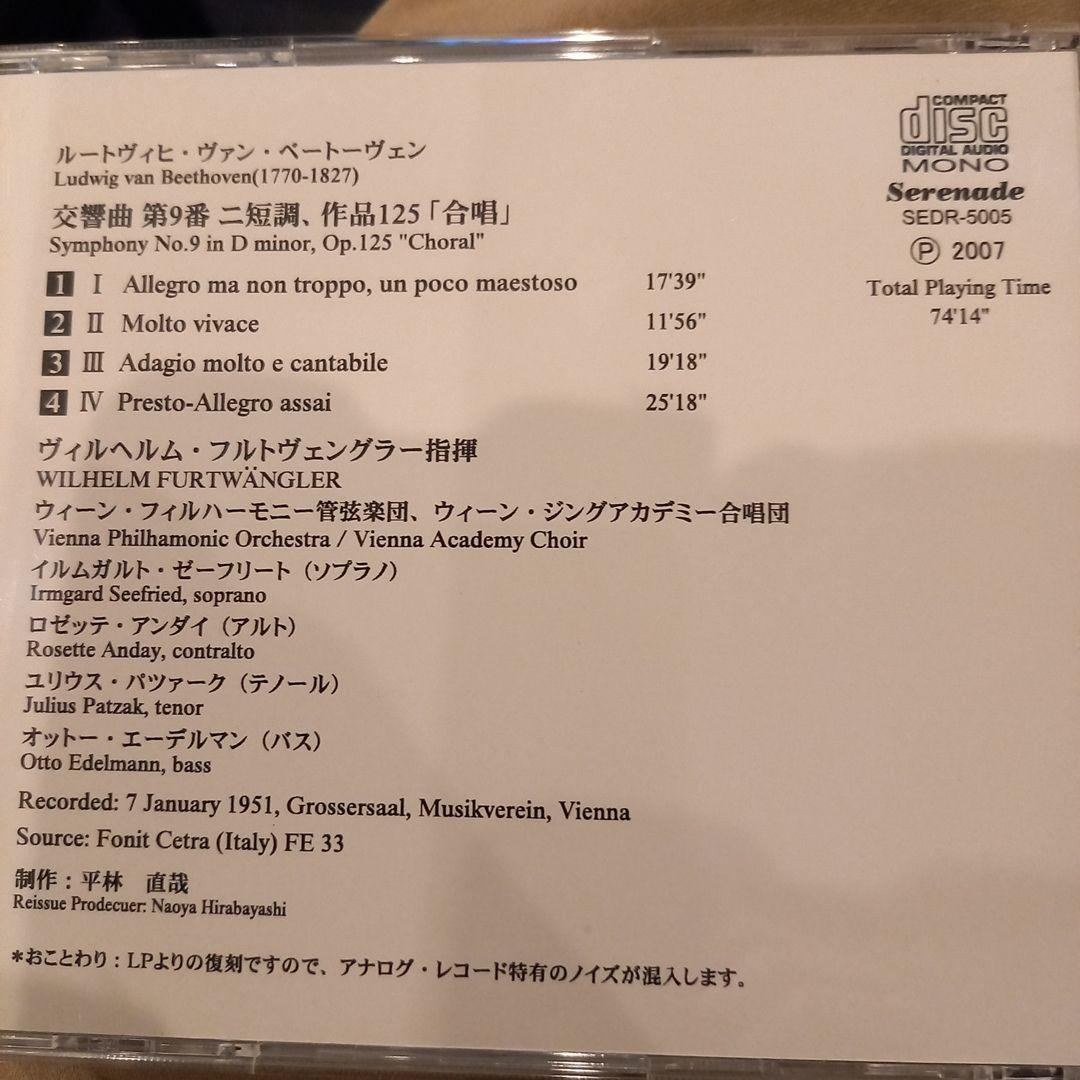 ルートヴィヒ・ヴァン・ベートーヴェン
Ludwig van Beethoven(1770-1827)
交響曲 第9番 ニ短調、作品125「合唱」
Symphony No.9 in D minor, Op.125 "Choral"
1 Ⅰ Allegro ma non troppo, un poco maestoso 17'39"
2 Ⅱ Molto vivace 11'56"
3 Ⅲ Adagio molto e cantabile 19'18"
4 Ⅳ Presto-Allegro assai 25'18"
ヴィルヘルム・フルトヴェングラー指揮
WILHELM FURTWÄNGLER
ウィーン・フィルハーモニー管弦楽団、ウィーン・ジングアカデミー合唱団
Vienna Philhamonic Orchestra / Vienna Academy Choir
イルムガルト・ゼーフリート（ソプラノ）
Irmgard Seefried, soprano
ロゼッテ・アンダイ（アルト）
Rosette Anday, contralto
ユリウス・パツァーク（テノール）
Julius Patzak, tenor
オットー・エーデルマン（バス）
Otto Edelmann, bass
Recorded: 7 January 1951, Grossersaal, Musikverein, Vienna
Source: Fonit Cetra (Italy) FE 33
制作：平林　直哉
Reissue Prodecuer: Naoya Hirabayashi
*おことわり：LPよりの復刻ですので、アナログ・レコード特有のノイズが混入します。
COMPACT
disc
DIGITAL AUDIO
MONO
Serenade
SEDR-5005
Ⓟ 2007
Total Playing Time
74'14"